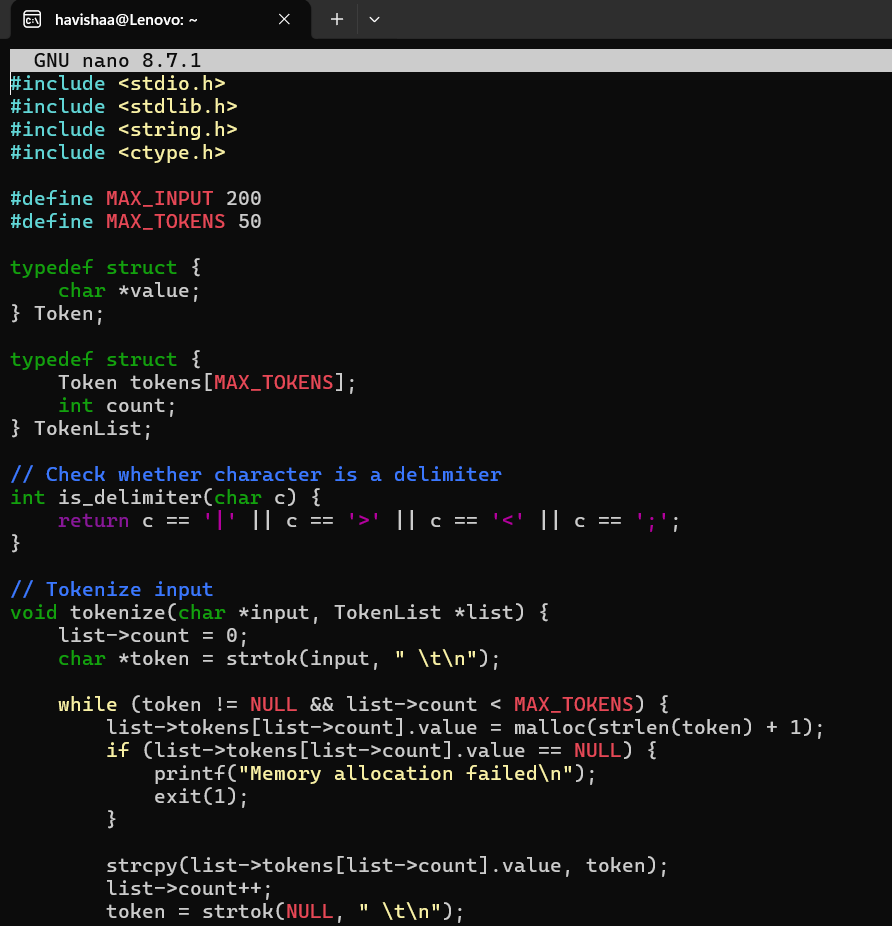 havishaa@Lenovo: ~
GNU nano 8.7.1
#include <stdio.h>
#include <stdlib.h>
#include <string.h>
#include <ctype.h>

#define MAX_INPUT 200
#define MAX_TOKENS 50

typedef struct {
    char *value;
} Token;

typedef struct {
    Token tokens[MAX_TOKENS];
    int count;
} TokenList;

// Check whether character is a delimiter
int is_delimiter(char c) {
    return c == '|' || c == '>' || c == '<' || c == ';';
}

// Tokenize input
void tokenize(char *input, TokenList *list) {
    list->count = 0;
    char *token = strtok(input, " \t\n");

    while (token != NULL && list->count < MAX_TOKENS) {
        list->tokens[list->count].value = malloc(strlen(token) + 1);
        if (list->tokens[list->count].value == NULL) {
            printf("Memory allocation failed\n");
            exit(1);
        }

        strcpy(list->tokens[list->count].value, token);
        list->count++;
        token = strtok(NULL, " \t\n");